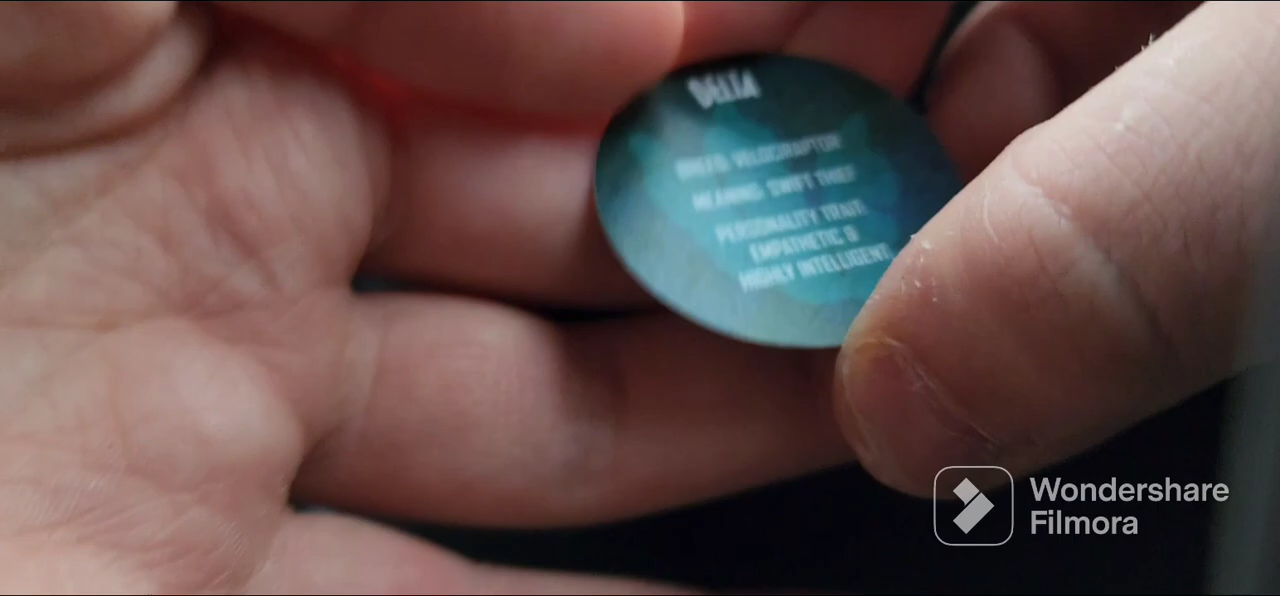 DELTA
BREED: VELOCIRAPTOR
MEANING: SWIFT THIEF
PERSONALITY TRAIT:
EMPATHETIC &
HIGHLY INTELLIGENT
Wondershare
Filmora